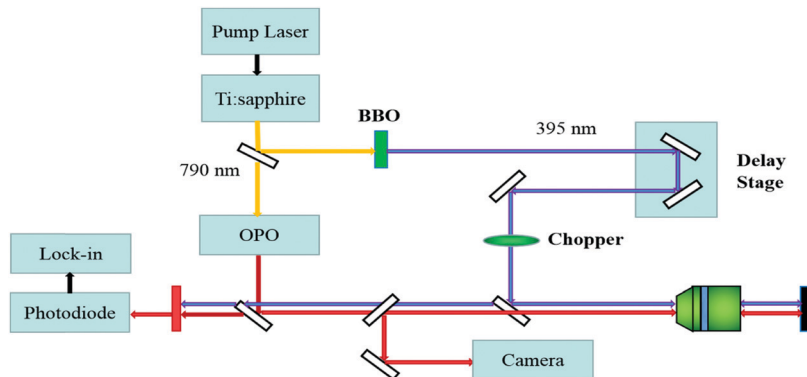 Pump Laser
Ti:sapphire
BBO
395 nm
790 nm
Delay
Stage
OPO
Chopper
Lock-in
Photodiode
Camera